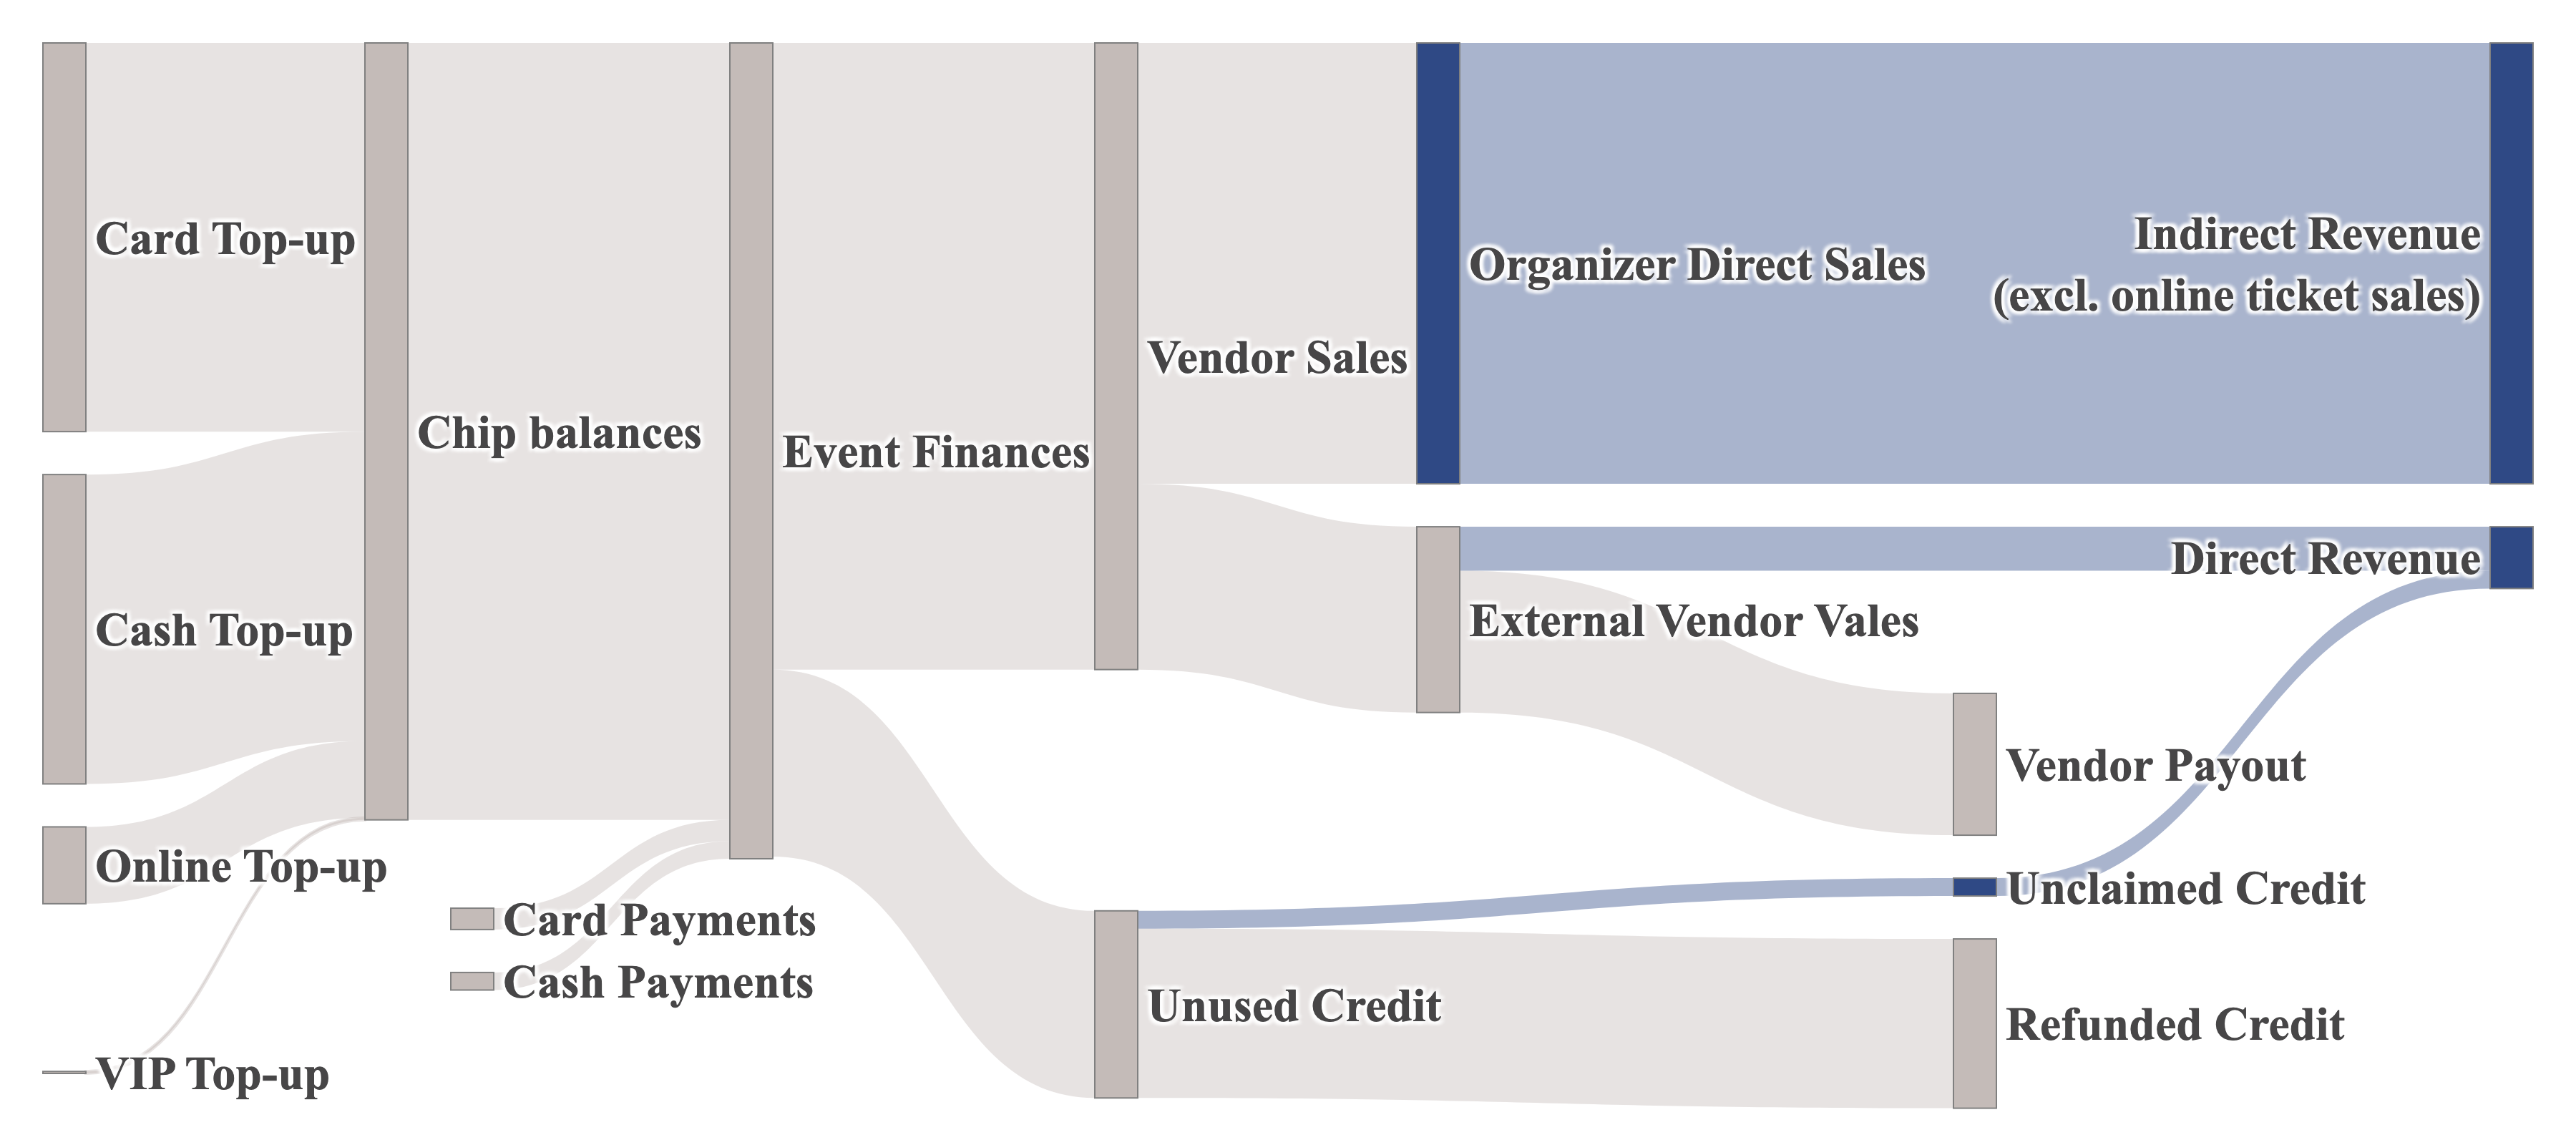 Card Top-up
Cash Top-up
Online Top-up
VIP Top-up
Chip balances
Card Payments
Cash Payments
Event Finances
Vendor Sales
Unused Credit
Organizer Direct Sales
External Vendor Vales
Vendor Payout
Unclaimed Credit
Refunded Credit
Indirect Revenue
(excl. online ticket sales)
Direct Revenue